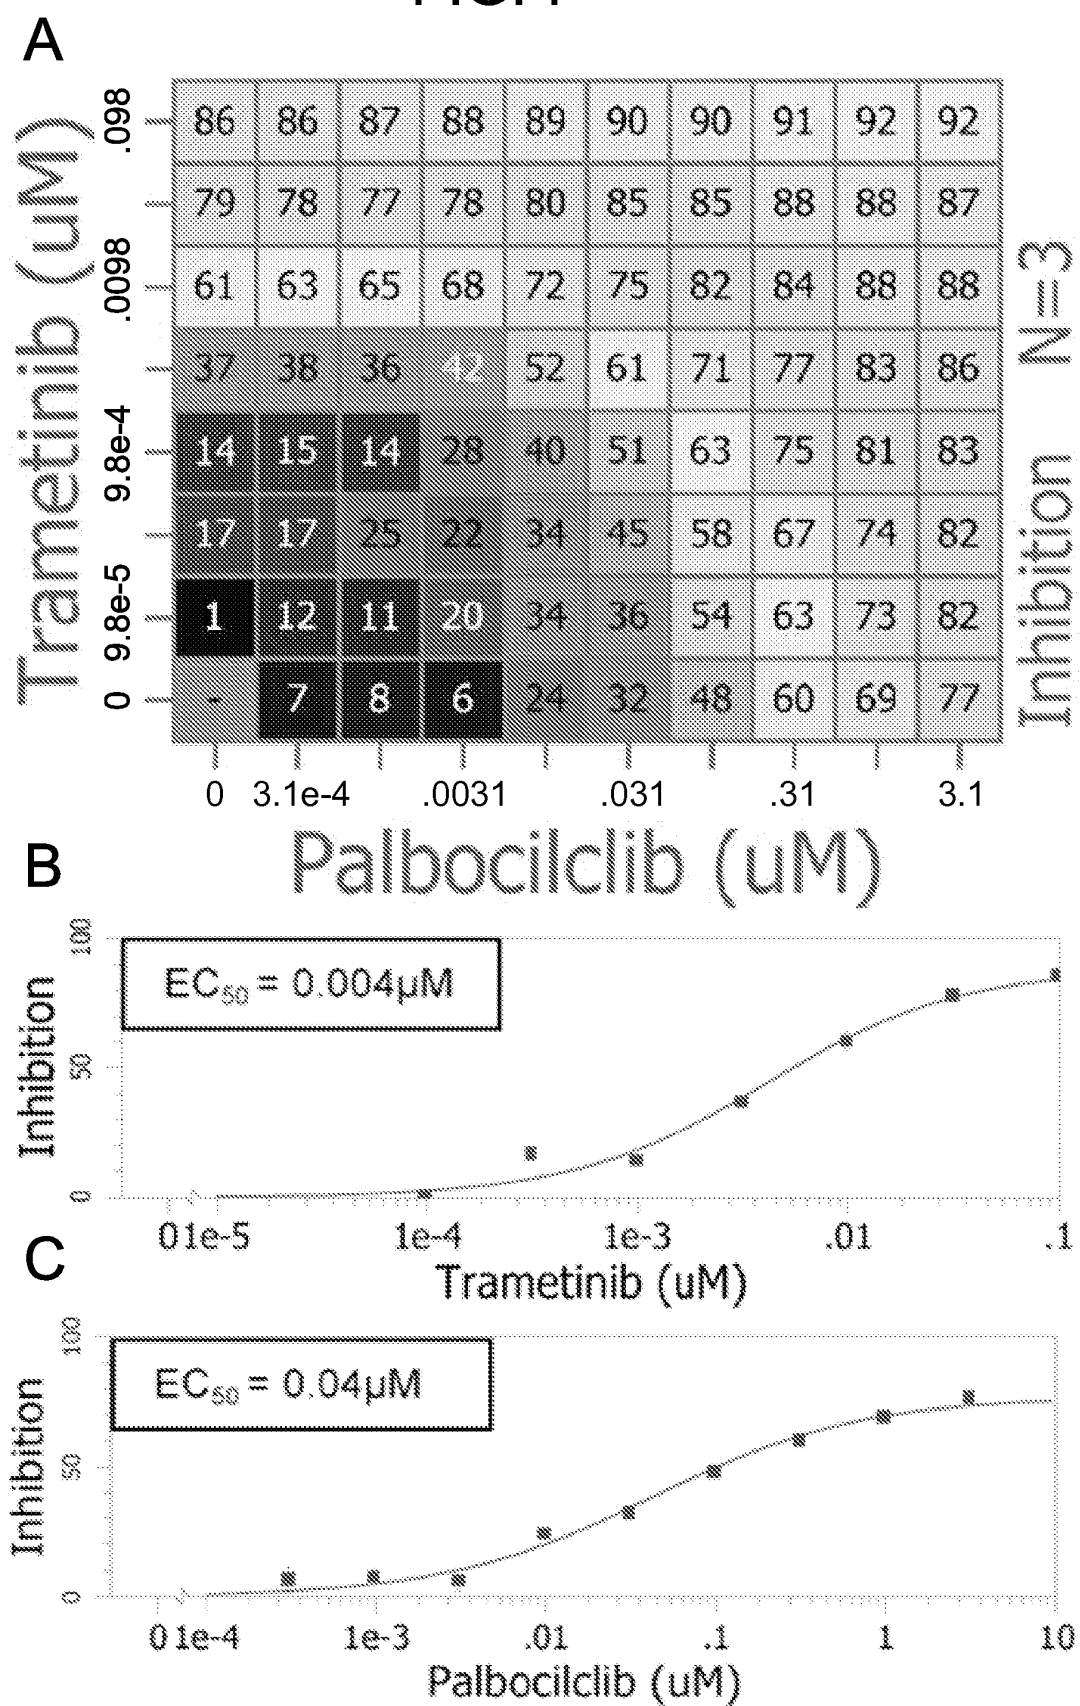 A
Trametinib (uM)
.098
.0098
9.8e-4
9.8e-5
0
86 86 87 88 89 90 90 91 92 92
79 78 77 78 80 85 85 88 88 87
61 63 65 68 72 75 82 84 88 88
37 38 36 42 52 61 71 77 83 86
14 15 14 28 40 51 63 75 81 83
17 17 25 22 34 45 58 67 74 82
1 12 11 20 34 36 54 63 73 82
- 7 8 6 24 32 48 60 69 77
Inhibition N=3
0 3.1e-4 .0031 .031 .31 3.1
Palbocilclib (uM)
B
Inhibition
100
50
0
EC50 = 0.004µM
0 1e-5 1e-4 1e-3 .01 .1
Trametinib (uM)
C
Inhibition
100
50
0
EC50 = 0.04µM
0 1e-4 1e-3 .01 .1 1 10
Palbocilclib (uM)